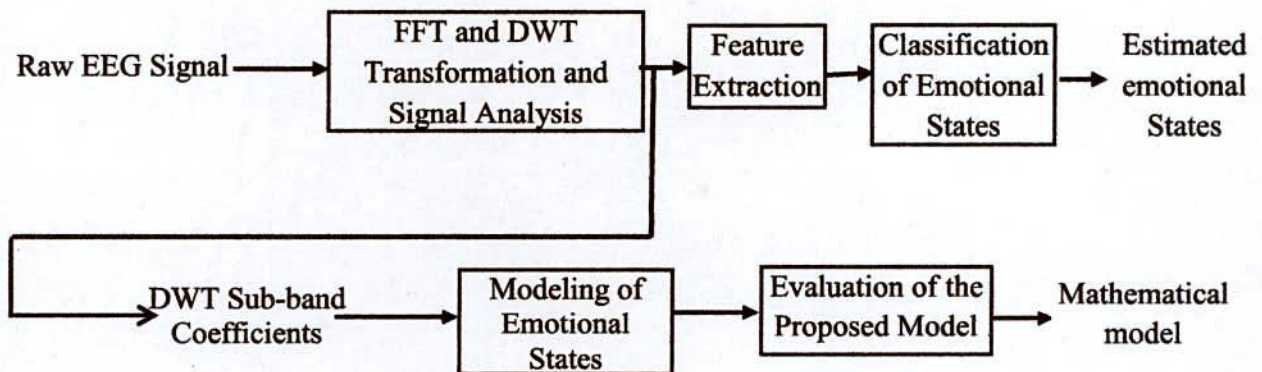 Raw EEG Signal
FFT and DWT
Transformation and
Signal Analysis
Feature
Extraction
Classification
of Emotional
States
Estimated
emotional
States
DWT Sub-band
Coefficients
Modeling of
Emotional
States
Evaluation of the
Proposed Model
Mathematical
model